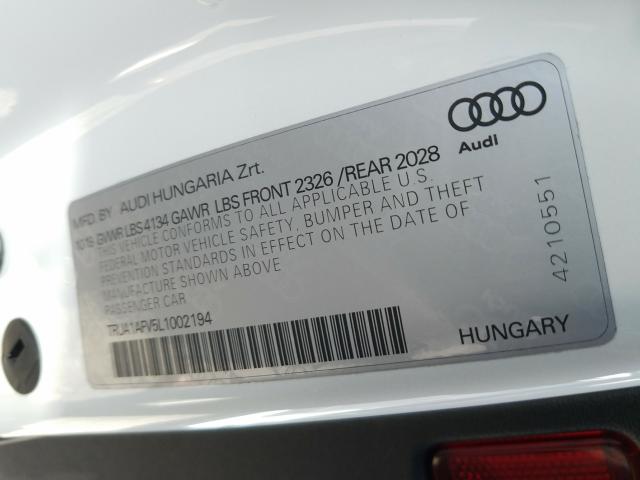 Audi
MFD. BY AUDI HUNGARIA Zrt.
10/19 GVWR LBS 4134 GAWR LBS FRONT 2326 /REAR 2028
THIS VEHICLE CONFORMS TO ALL APPLICABLE U.S.
FEDERAL MOTOR VEHICLE SAFETY, BUMPER AND THEFT
PREVENTION STANDARDS IN EFFECT ON THE DATE OF
MANUFACTURE SHOWN ABOVE
PASSENGER CAR
TRUA1AFV5L1002194
4210551
HUNGARY